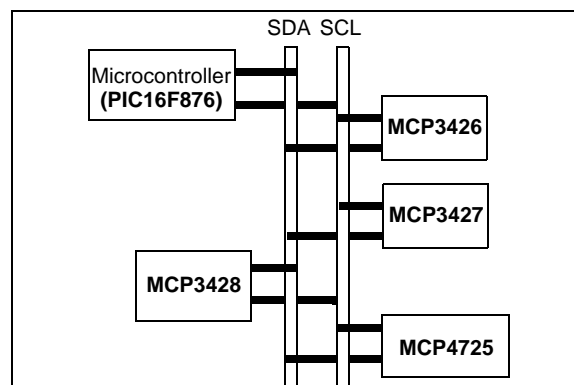 SDA SCL
Microcontroller
(PIC16F876)
MCP3426
MCP3427
MCP3428
MCP4725